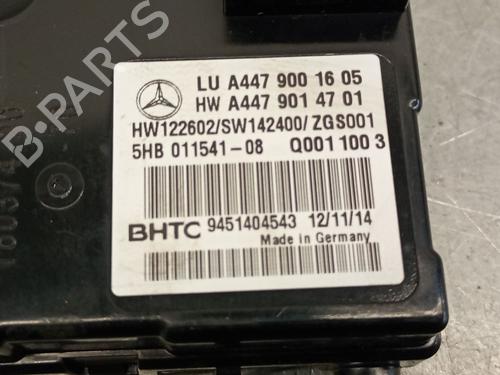 B-PARTS
LU A447 900 16 05
HW A447 901 47 01
HW122602/SW142400/ZGS001
5HB 011541-08 Q001 100 3
BHTC 9451404543 12/11/14
Made in Germany